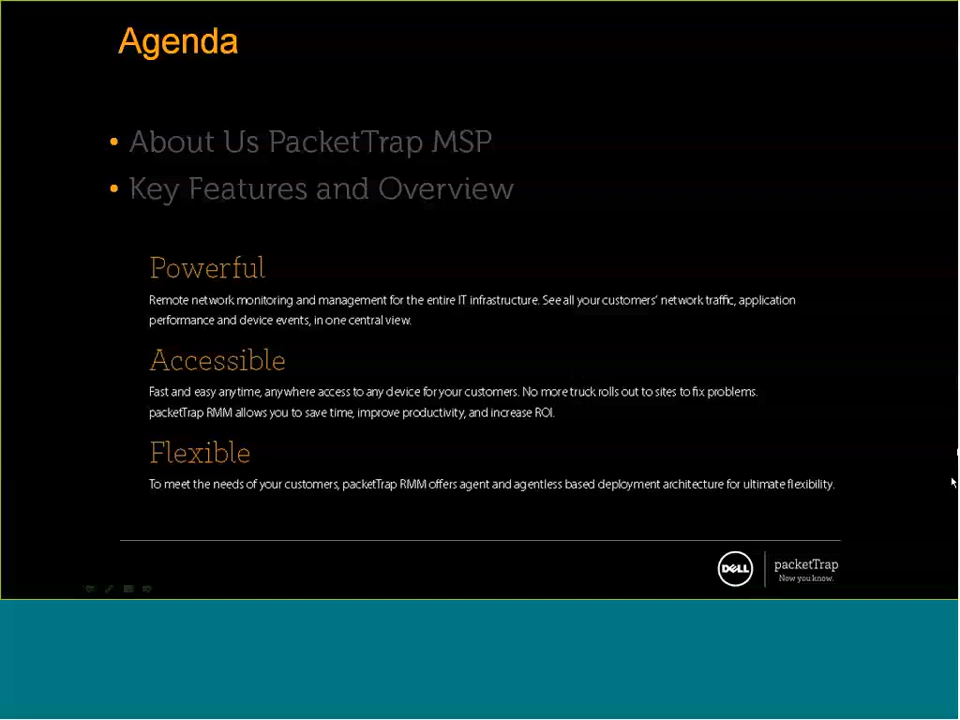 Agenda
• About Us PacketTrap MSP
• Key Features and Overview
Powerful
Remote network monitoring and management for the entire IT infrastructure. See all your customers' network traffic, application
performance and device events, in one central view.
Accessible
Fast and easy anytime, anywhere access to any device for your customers. No more truck rolls out to sites to fix problems.
packetTrap RMM allows you to save time, improve productivity, and increase ROI.
Flexible
To meet the needs of your customers, packetTrap RMM offers agent and agentless based deployment architecture for ultimate flexibility.
DELL
packetTrap
Now you know.